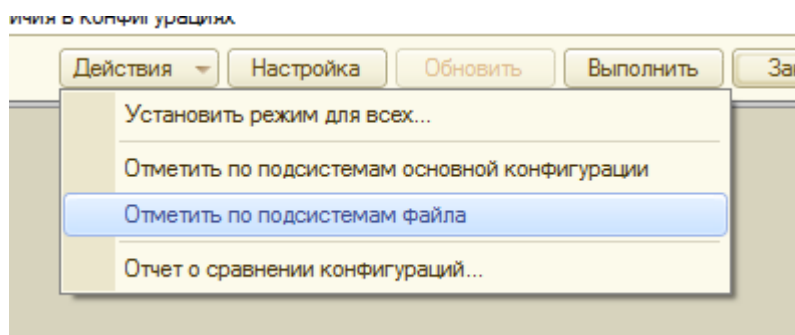 в конфигурациях
Действия Настройка Обновить Выполнить
Установить режим для всех...
Отметить по подсистемам основной конфигурации
Отметить по подсистемам файла
Отчет о сравнении конфигураций...